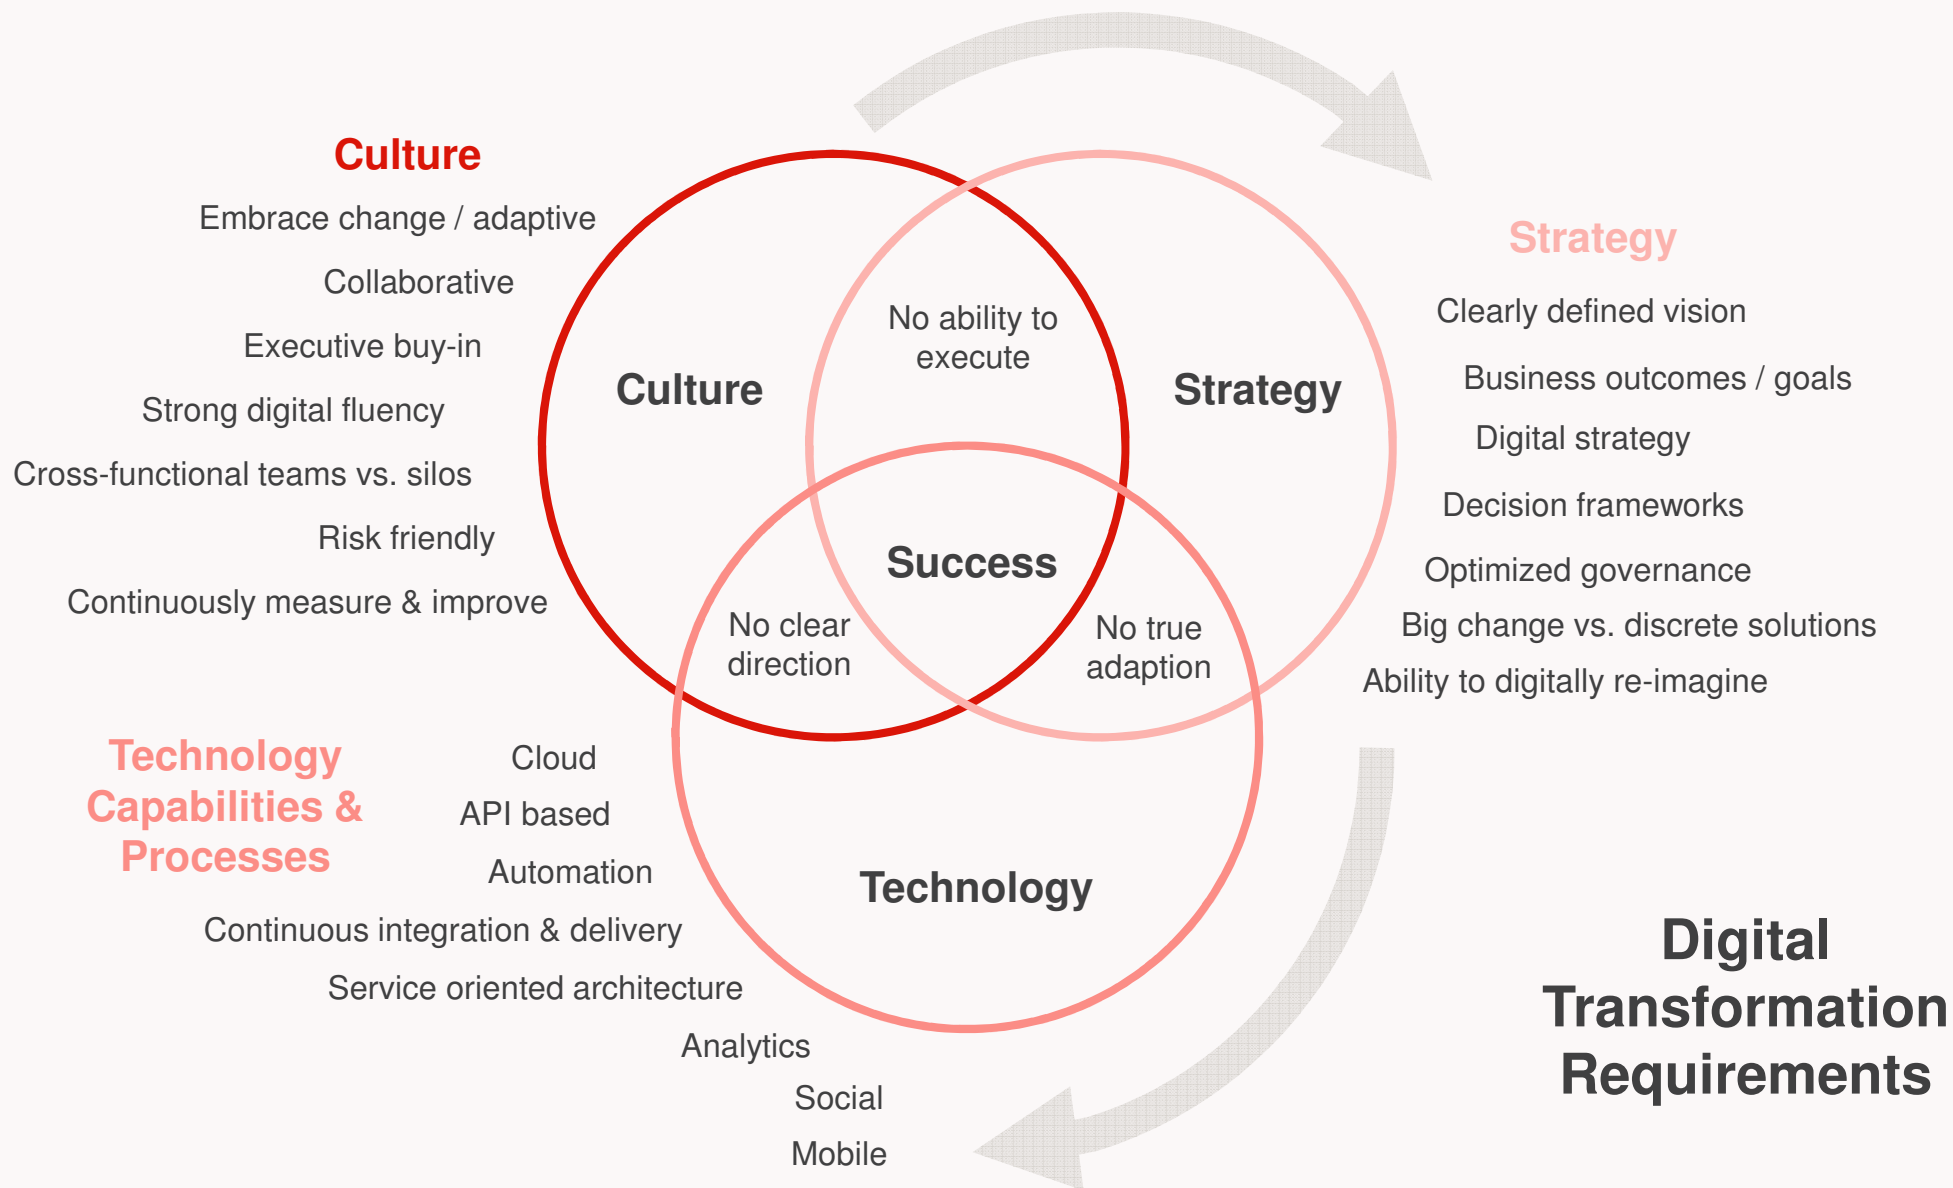 Culture
Embrace change / adaptive
Collaborative
Executive buy-in
Strong digital fluency
Cross-functional teams vs. silos
Risk friendly
Continuously measure & improve
Culture
No ability to
execute
Strategy
Success
No clear
direction
No true
adaption
Technology
Strategy
Clearly defined vision
Business outcomes / goals
Digital strategy
Decision frameworks
Optimized governance
Big change vs. discrete solutions
Ability to digitally re-imagine
Technology
Capabilities &
Processes
Cloud
API based
Automation
Continuous integration & delivery
Service oriented architecture
Analytics
Social
Mobile
Digital
Transformation
Requirements